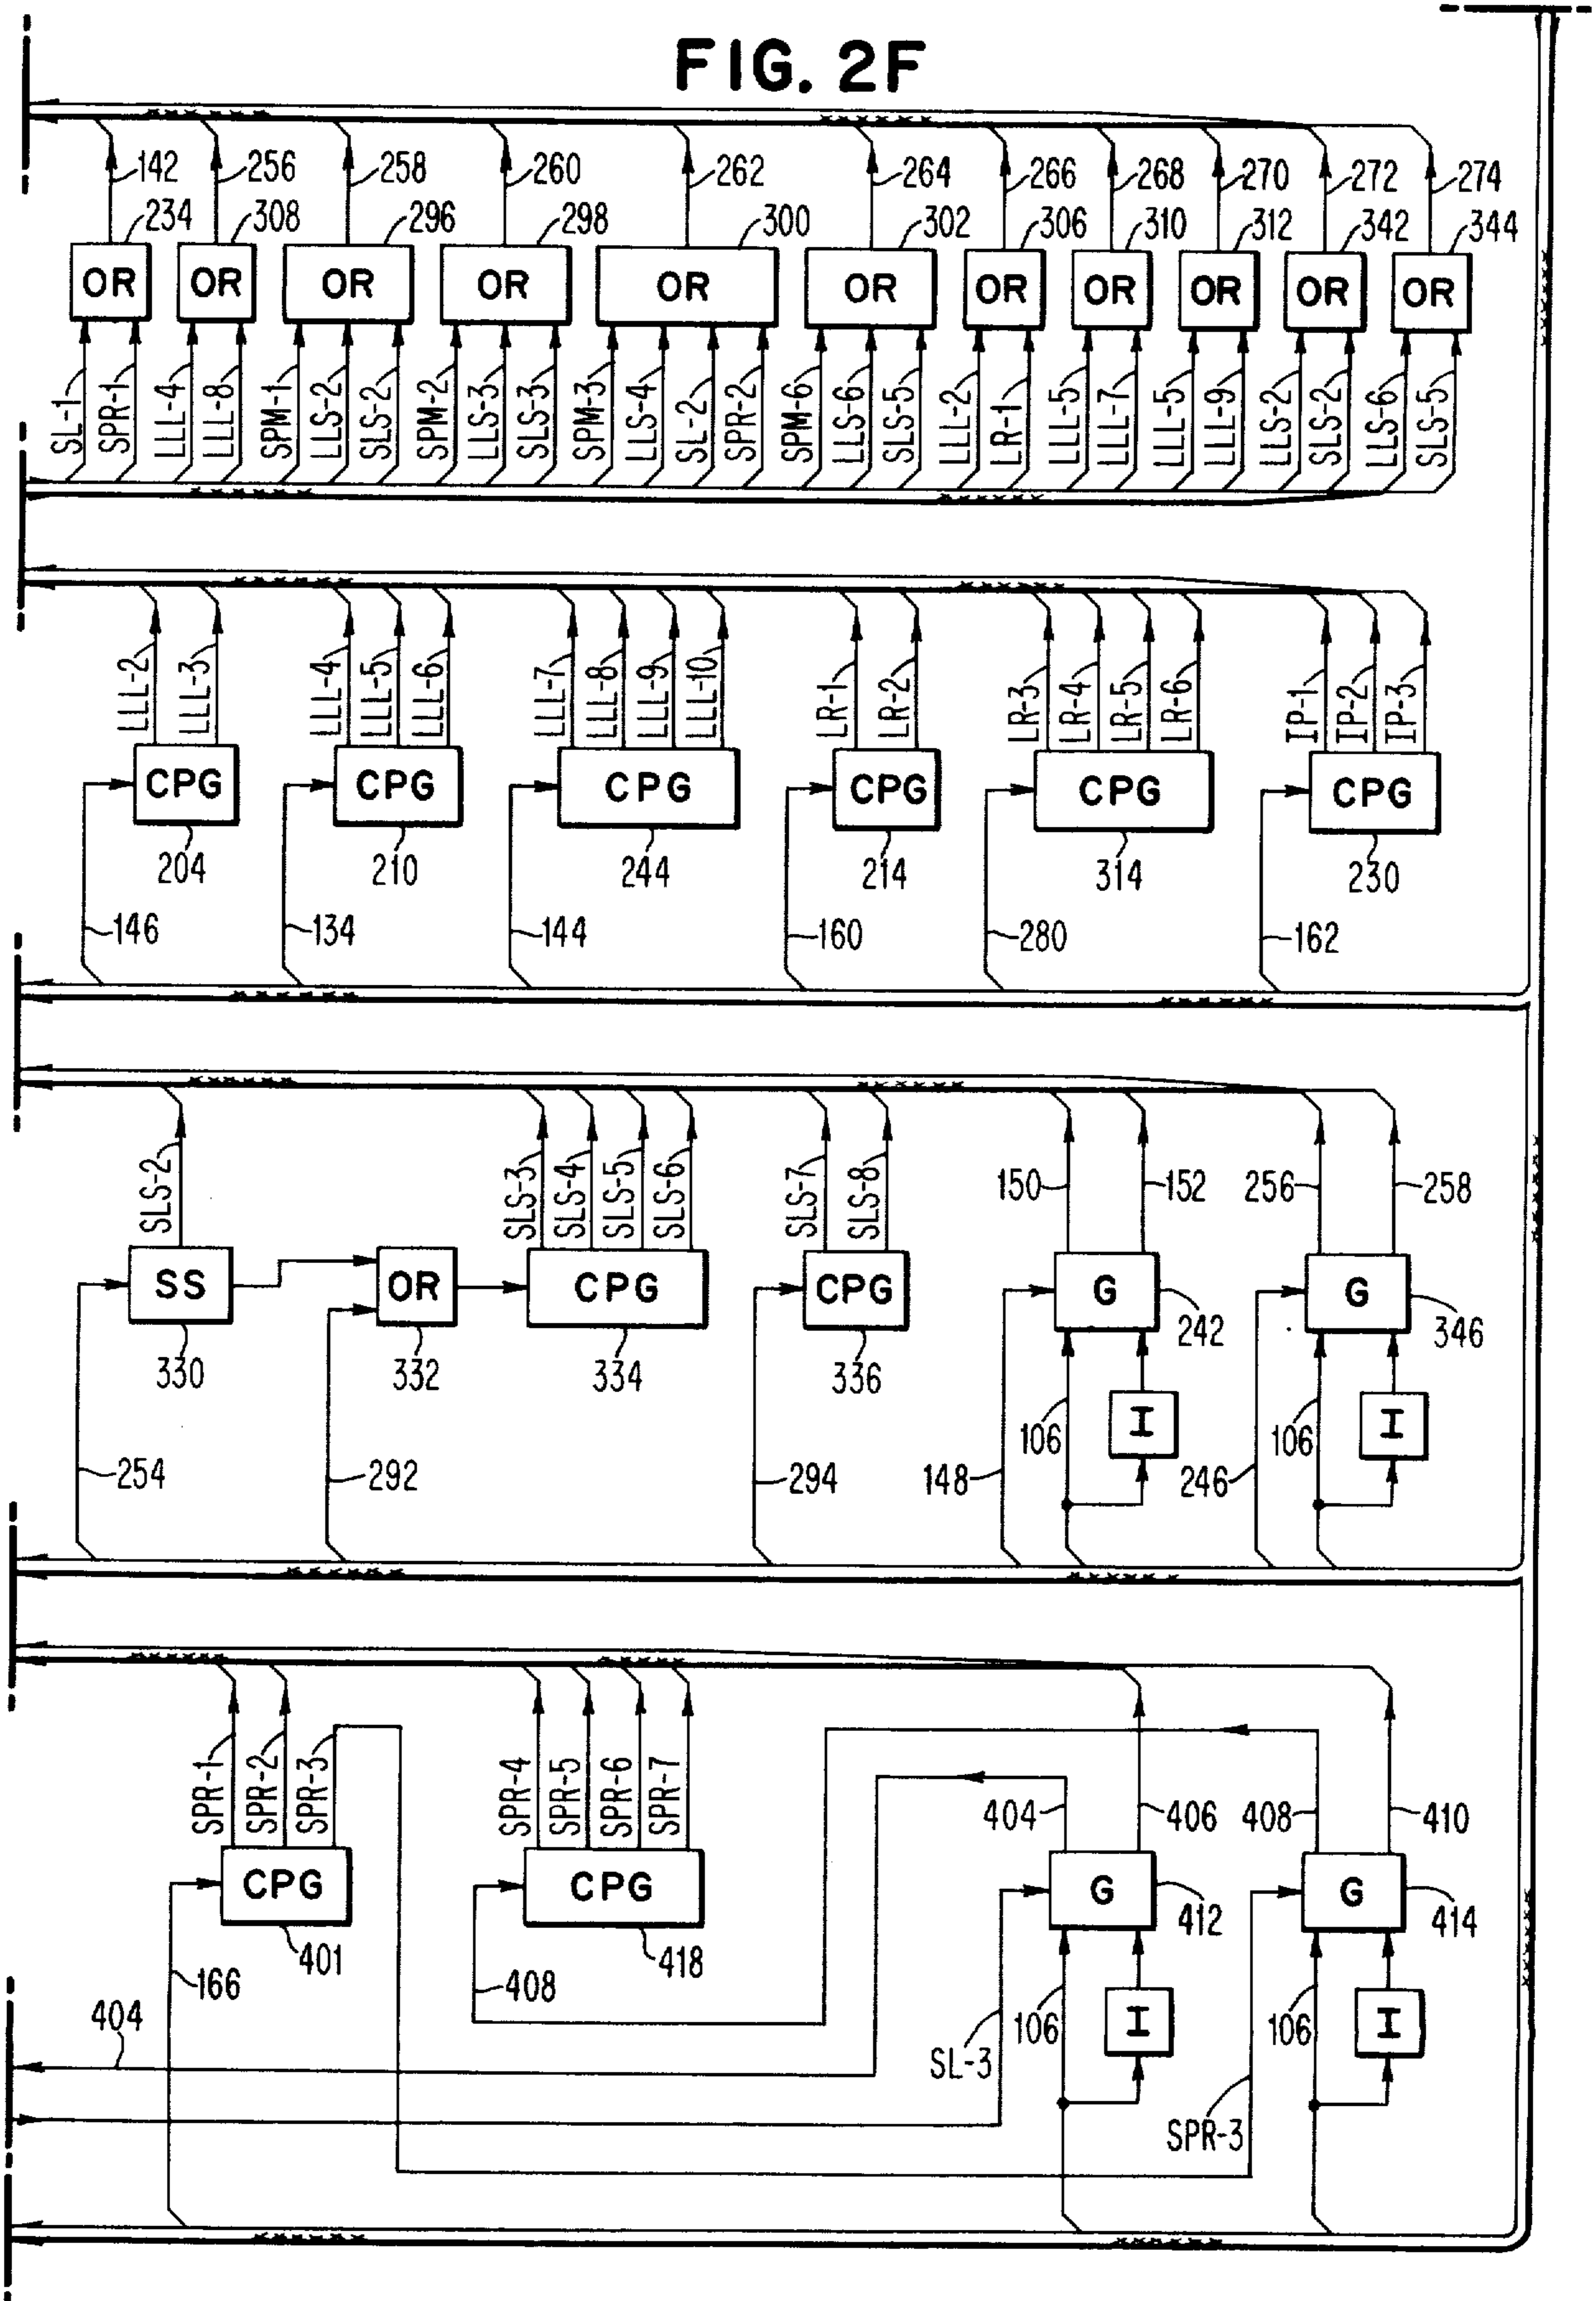 FIG. 2F
142 256 258 260 262 264 266 268 270 272 274
234 308 296 298 300 302 306 310 312 342 344
OR OR OR OR OR OR OR OR OR OR OR
SL-1 SPR-1 LLL-4 LLL-8 SPM-1 LLS-2 SLS-2 SPM-2 LLS-3 SLS-3 SPM-3 LLS-4 SL-2 SPR-2 SPM-6 LLS-6 SLS-5 LLL-2 LR-1 LLL-5 LLL-7 LLL-5 LLL-9 LLS-2 SLS-2 LLS-6 SLS-5
LLL-2 LLL-3 LLL-4 LLL-5 LLL-6 LLL-7 LLL-8 LLL-9 LLL-10 LR-1 LR-2 LR-3 LR-4 LR-5 LR-6 IP-1 IP-2 IP-3
CPG CPG CPG CPG CPG CPG
204 210 244 214 314 230
146 134 144 160 280 162
SLS-2 SLS-3 SLS-4 SLS-5 SLS-6 SLS-7 SLS-8 150 152 256 258
SS OR CPG CPG G G
330 332 334 336 242 346
106 I 106 I
254 292 294 148 246
SPR-1 SPR-2 SPR-3 SPR-4 SPR-5 SPR-6 SPR-7 404 406 408 410
CPG CPG G G
401 418 412 414
166 408
404 106 I 106 I
SL-3 SPR-3